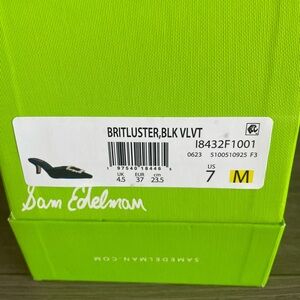 BRITLUSTER,BLK VLVT
I8432F1001
0623 S100510925 F3
UK EUR cm
4.5 37 23.5
US
7 M
Sam Edelman
SAMEDELMAN.COM